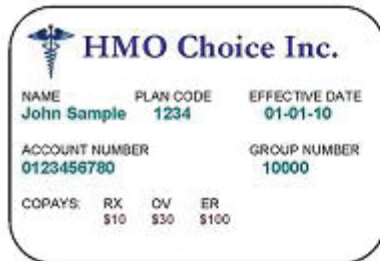 HMO Choice Inc.
NAME PLAN CODE EFFECTIVE DATE
John Sample 1234 01-01-10
ACCOUNT NUMBER GROUP NUMBER
0123456780 10000
COPAYS: RX OV ER
$10 $30 $100